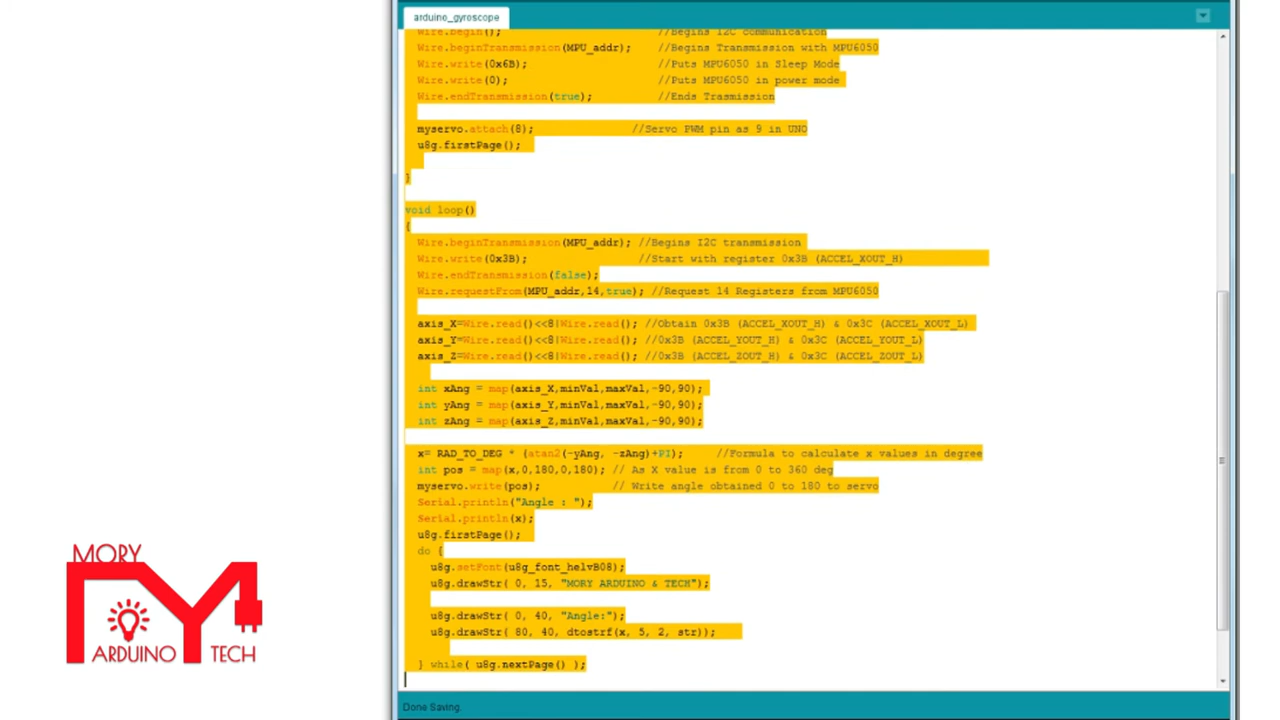 arduino_gyroscope
Wire.begin(); //Begins I2C communication
Wire.beginTransmission(MPU_addr); //Begins Transmission with MPU6050
Wire.write(0x6B); //Puts MPU6050 in Sleep Mode
Wire.write(0); //Puts MPU6050 in power mode
Wire.endTransmission(true); //Ends Trasmission
myservo.attach(8); //Servo PWM pin as 9 in UNO
u8g.firstPage();
}
void loop()
{
Wire.beginTransmission(MPU_addr); //Begins I2C transmission
Wire.write(0x3B); //Start with register 0x3B (ACCEL_XOUT_H)
Wire.endTransmission(false);
Wire.requestFrom(MPU_addr,14,true); //Request 14 Registers from MPU6050
axis_X=Wire.read()<<8|Wire.read(); //Obtain 0x3B (ACCEL_XOUT_H) & 0x3C (ACCEL_XOUT_L)
axis_Y=Wire.read()<<8|Wire.read(); //0x3B (ACCEL_YOUT_H) & 0x3C (ACCEL_YOUT_L)
axis_Z=Wire.read()<<8|Wire.read(); //0x3B (ACCEL_ZOUT_H) & 0x3C (ACCEL_ZOUT_L)
int xAng = map(axis_X,minVal,maxVal,-90,90);
int yAng = map(axis_Y,minVal,maxVal,-90,90);
int zAng = map(axis_Z,minVal,maxVal,-90,90);
x= RAD_TO_DEG * (atan2(-yAng, -zAng)+PI); //Formula to calculate x values in degree
int pos = map(x,0,180,0,180); // As X value is from 0 to 360 deg
myservo.write(pos); // Write angle obtained 0 to 180 to servo
Serial.println("Angle : ");
Serial.println(x);
u8g.firstPage();
do {
u8g.setFont(u8g_font_helvB08);
u8g.drawStr( 0, 15, "MORY ARDUINO & TECH");
u8g.drawStr( 0, 40, "Angle:");
u8g.drawStr( 80, 40, dtostrf(x, 5, 2, str));
} while( u8g.nextPage() );
Done Saving.
MORY
ARDUINO TECH